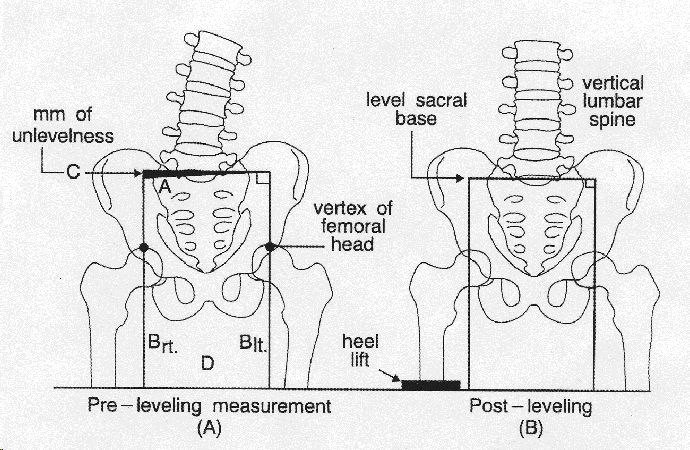 mm of
unlevelness
C
A
vertex of
femoral
head
Brt.
Blt.
D
Pre-leveling measurement
(A)
level sacral
base
vertical
lumbar
spine
heel
lift
Post-leveling
(B)